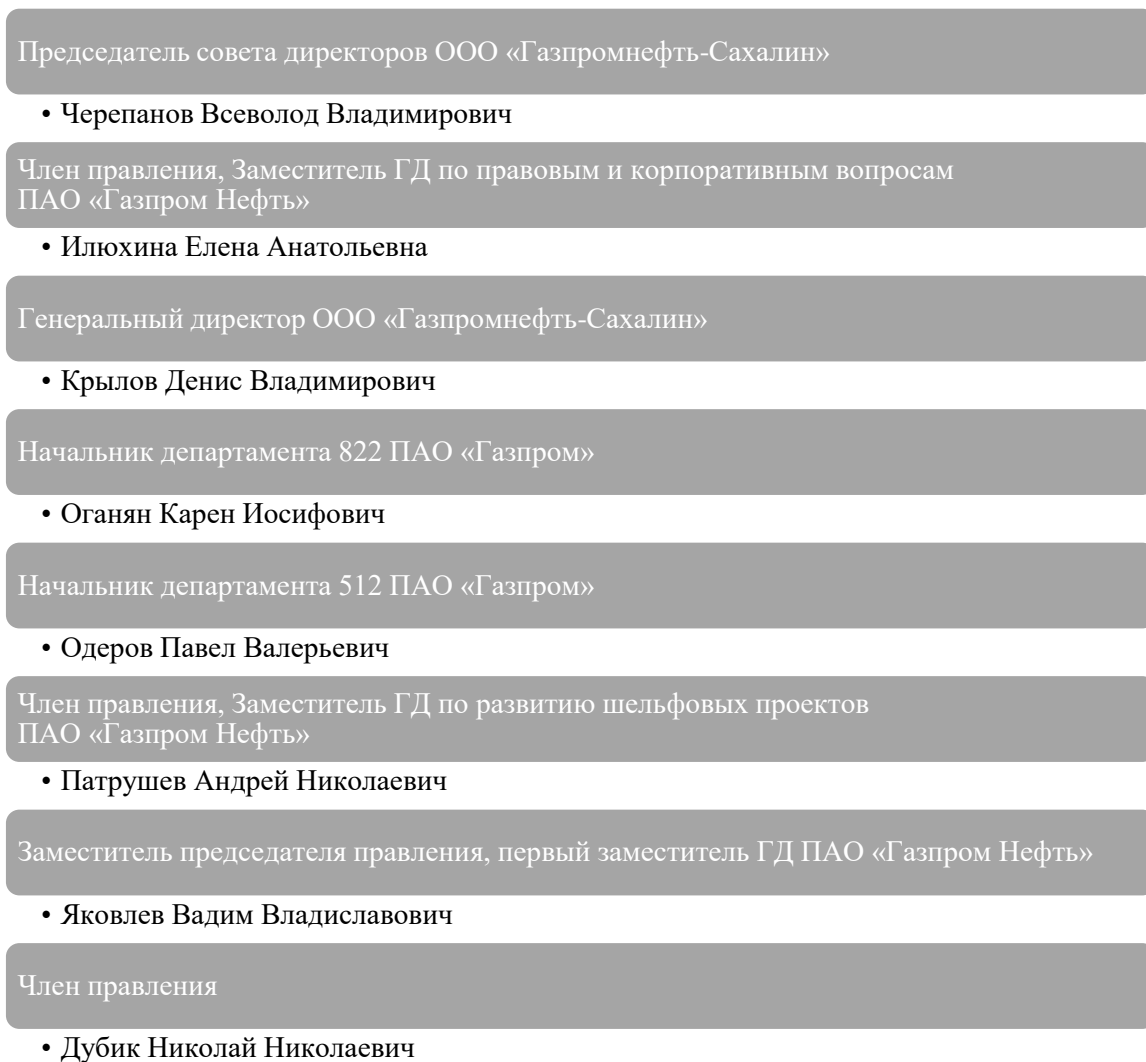 Председатель совета директоров ООО «Газпромнефть-Сахалин»
• Черепанов Всеволод Владимирович
Член правления, Заместитель ГД по правовым и корпоративным вопросам
ПАО «Газпром Нефть»
• Илюхина Елена Анатольевна
Генеральный директор ООО «Газпромнефть-Сахалин»
• Крылов Денис Владимирович
Начальник департамента 822 ПАО «Газпром»
• Оганян Карен Иосифович
Начальник департамента 512 ПАО «Газпром»
• Одеров Павел Валерьевич
Член правления, Заместитель ГД по развитию шельфовых проектов
ПАО «Газпром Нефть»
• Патрушев Андрей Николаевич
Заместитель председателя правления, первый заместитель ГД ПАО «Газпром Нефть»
• Яковлев Вадим Владиславович
Член правления
• Дубик Николай Николаевич